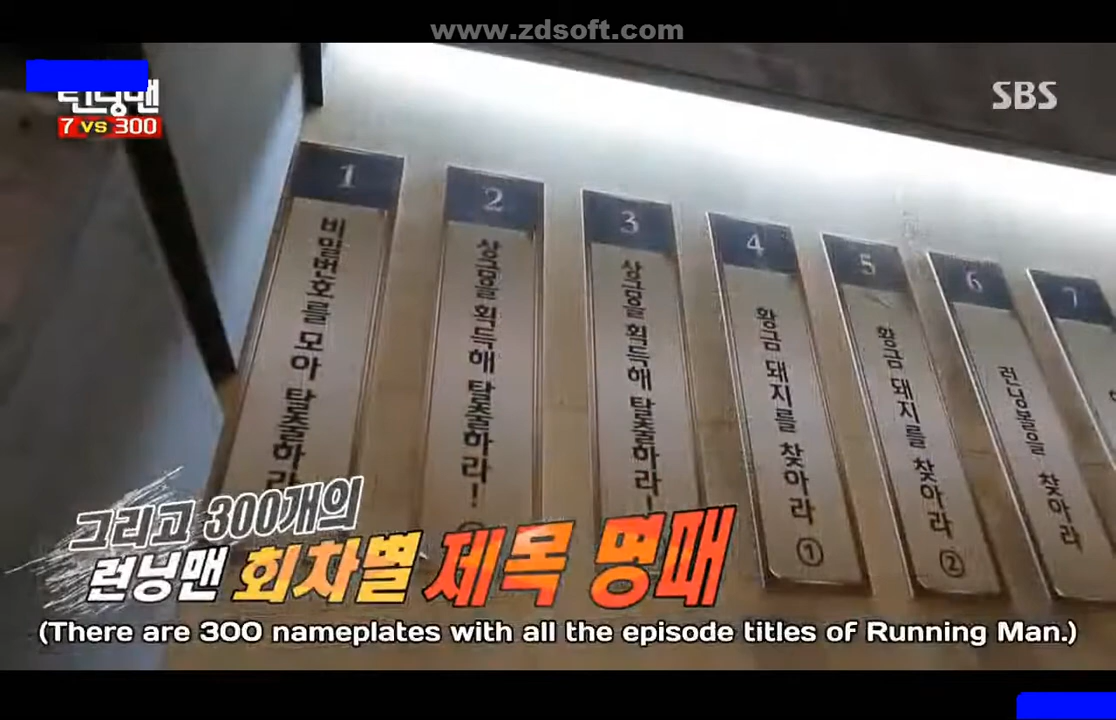 www.zdsoft.com
런닝맨
7 vs 300
SBS
1
비밀번호를 모아 탈출하라
2
상품을 획득해 탈출하라!
3
상품을 획득해 탈출하라!
4
황금 돼지를 찾아라 ①
5
황금 돼지를 찾아라 ②
6
런닝볼을 찾아라
7
그리고 300개의
런닝맨 회차별 제목 명패
(There are 300 nameplates with all the episode titles of Running Man.)